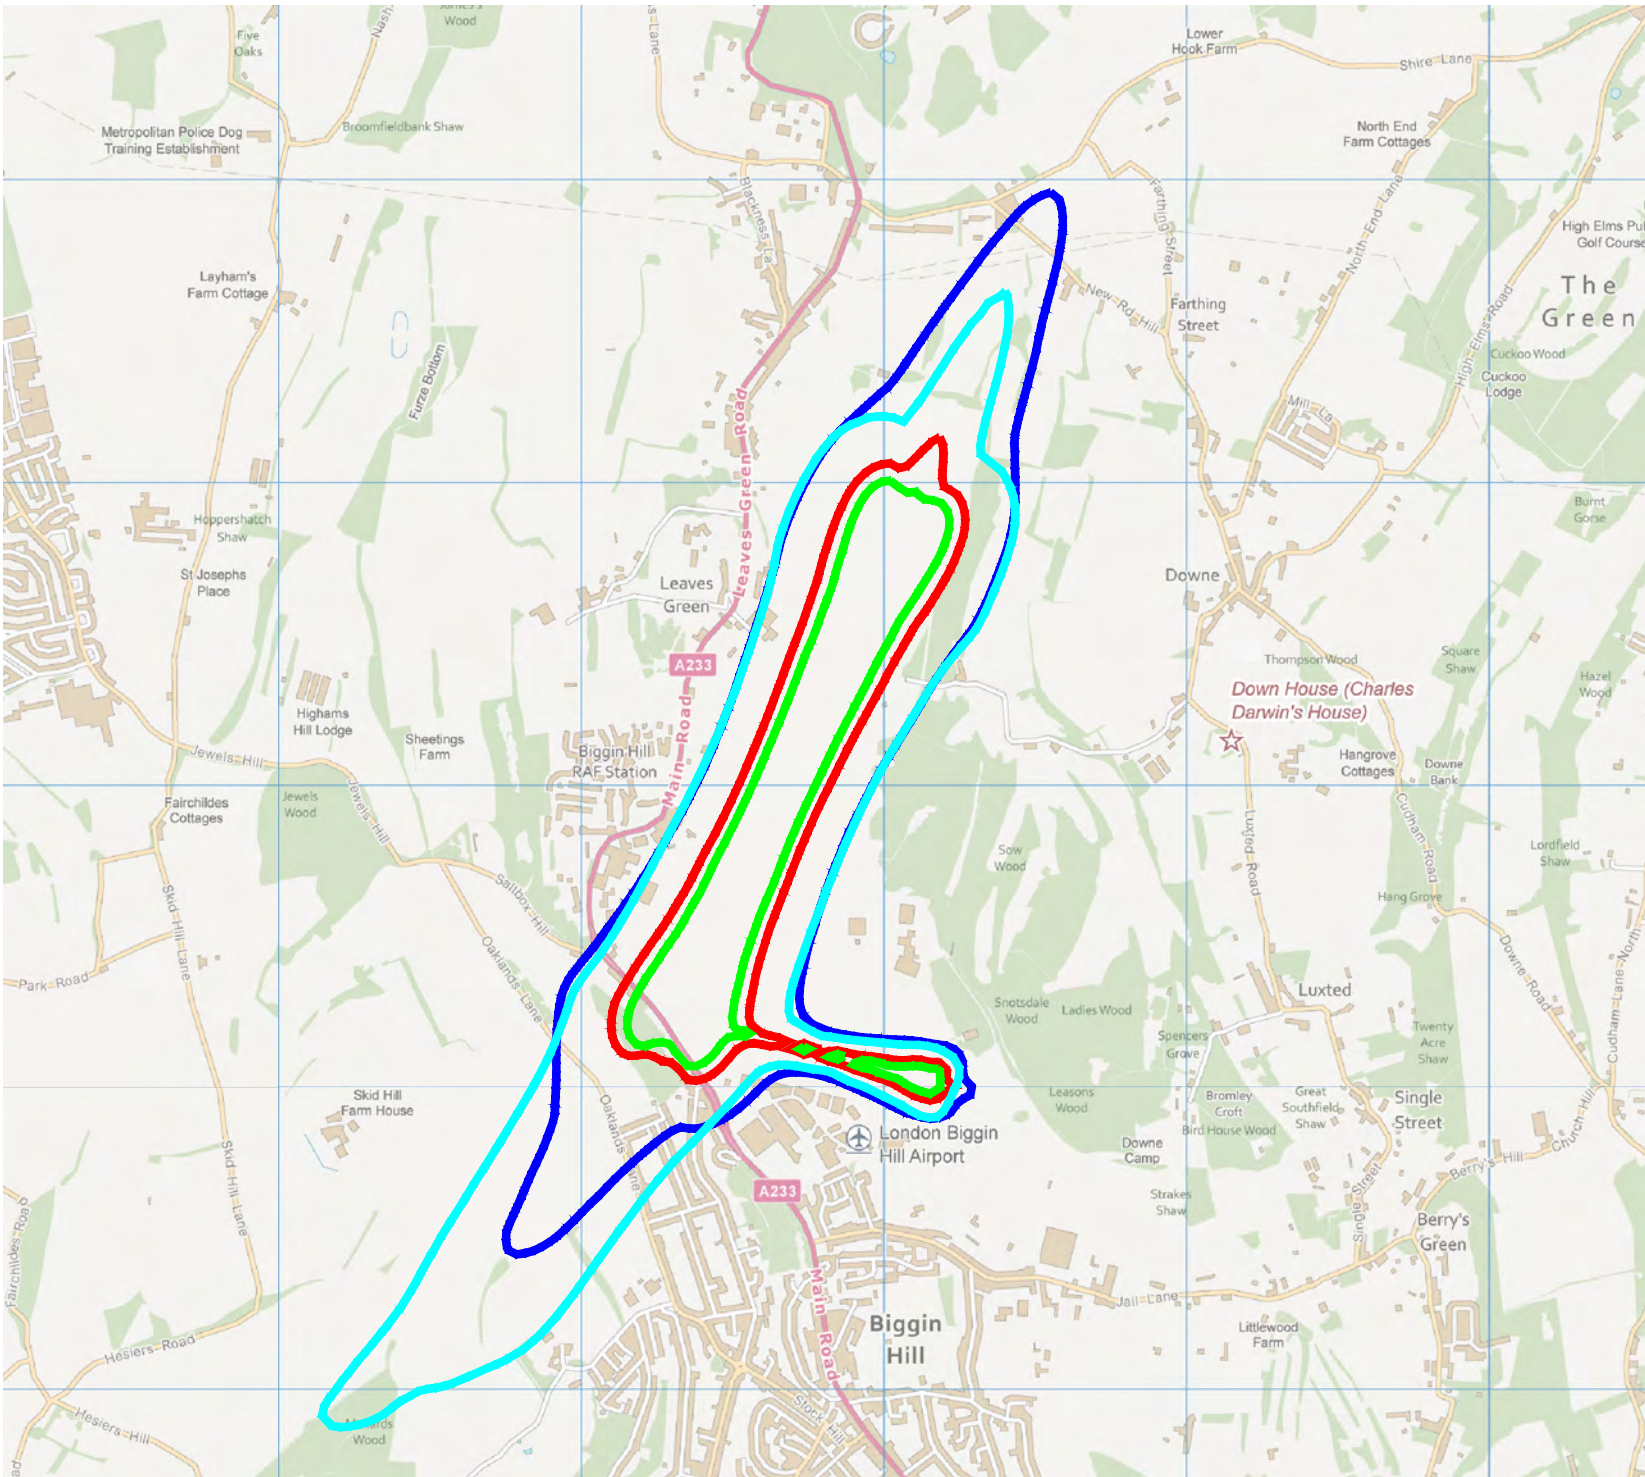 James's
Wood
Five
Oaks
Nash
s Lane
Lower
Hook Farm
Shire Lane
Metropolitan Police Dog
Training Establishment
Broomfieldbank Shaw
North End
Farm Cottages
Blackness La
Farthing Street
North End Lane
High Elms Pu
Golf Course
Layham's
Farm Cottage
New Rd Hill
Farthing
Street
The
Green
High Elms Road
Furze Bottom
Cuckoo Wood
Cuckoo
Lodge
Mill La
Leaves Green Road
Hoppershatch
Shaw
Burnt
Gorse
St Josephs
Place
Leaves
Green
Downe
A233
Thompson Wood
Square
Shaw
Hazel
Wood
Down House (Charles
Darwin's House)
Highams
Hill Lodge
Sheetings
Farm
Main Road
Biggin Hill
RAF Station
Jewels Hill
Hangrove
Cottages
Downe
Bank
Jewels
Wood
Jewels Hill
Fairchildes
Cottages
Cudham Road
Luxted Road
Sow
Wood
Lordfield
Shaw
Saltbox Hill
Hang Grove
Skid Hill Lane
Oaklands Lane
Park Road
Downe Road
Cudham Lane North
Luxted
Snotsdale
Wood
Ladies Wood
Spencers
Grove
Twenty
Acre
Shaw
Skid Hill
Farm House
Oaklands Lane
Leasons
Wood
Bromley
Croft
Bird House Wood
Great
Southfield
Shaw
Single
Street
Church Hill
London Biggin
Hill Airport
Downe
Camp
Berry's Hill
Skid Hill Lane
A233
Strakes
Shaw
Single Street
Berry's
Green
Fairchildes Road
Main Road
Jail Lane
Biggin
Hill
Littlewood
Farm
Hesiers Road
Hesiers Hill
Wood
Stock Hill
ad